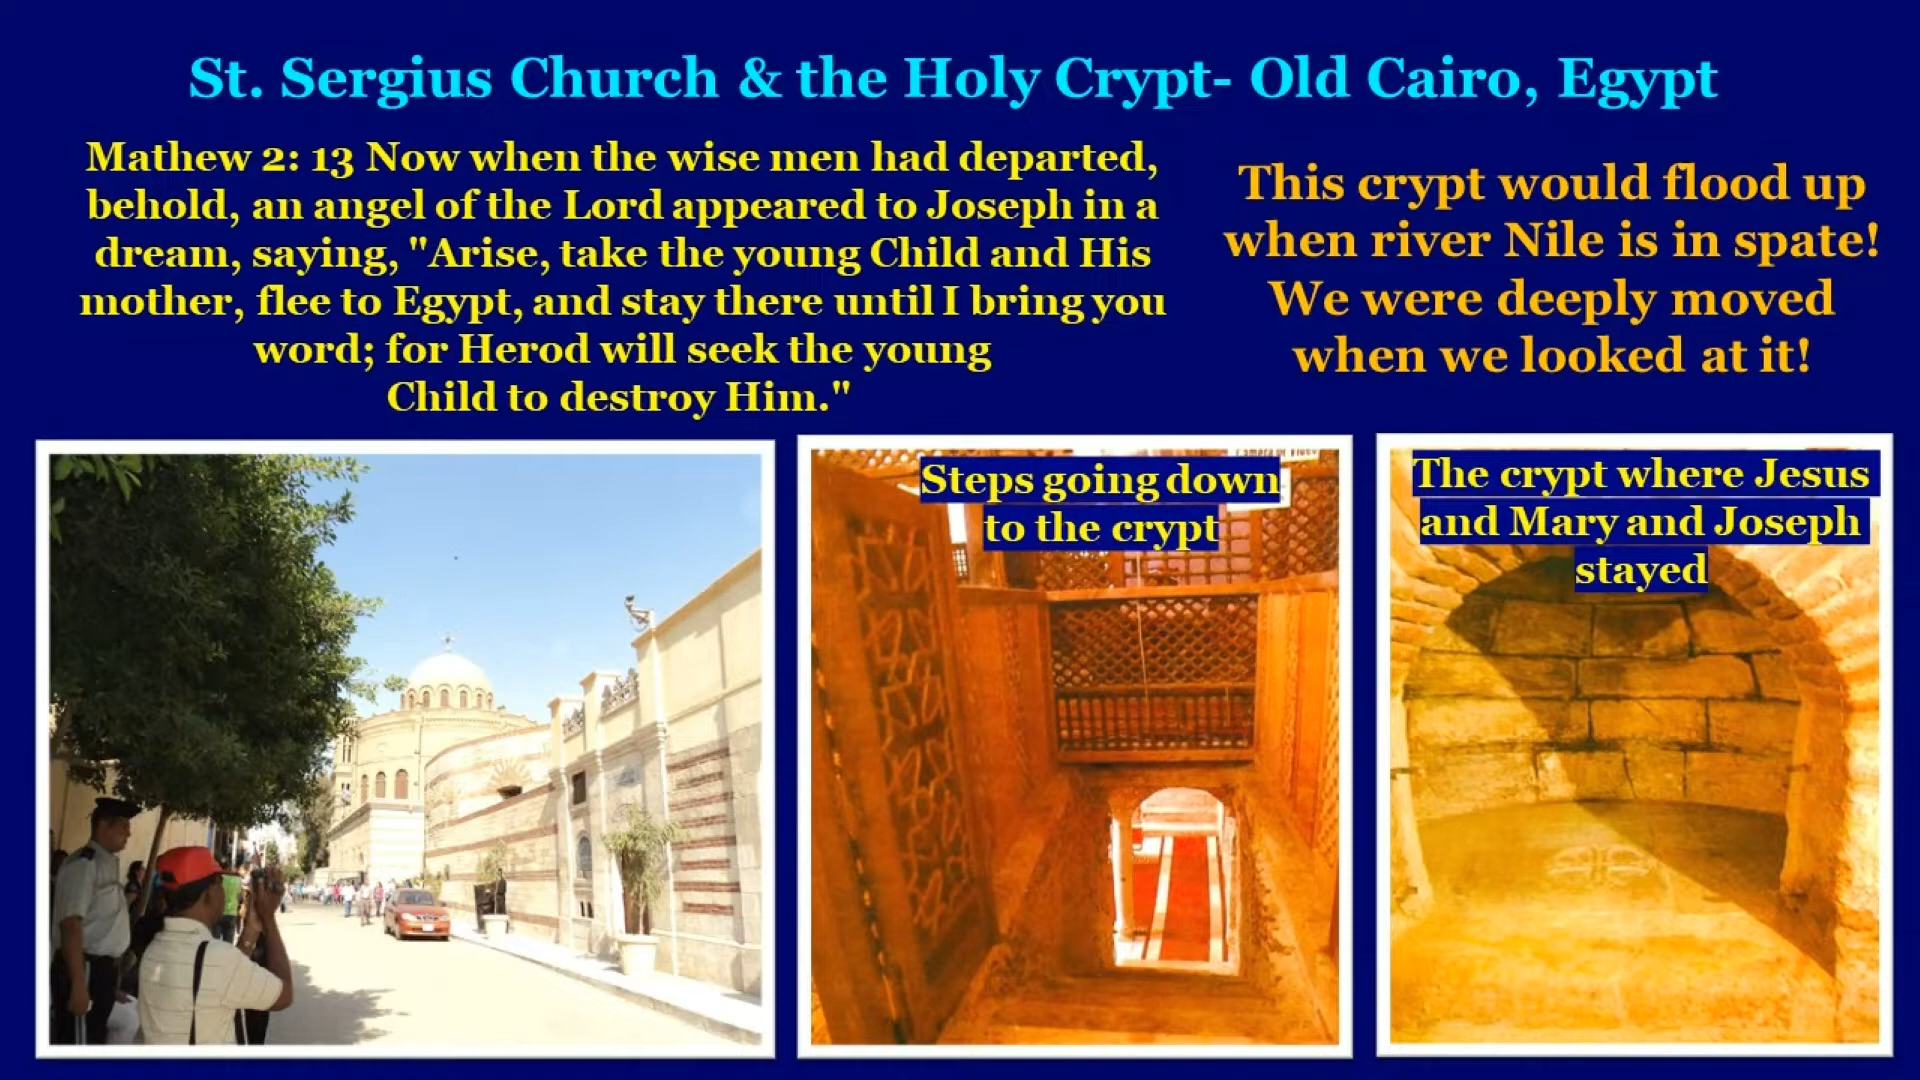 St. Sergius Church & the Holy Crypt- Old Cairo, Egypt
Mathew 2: 13 Now when the wise men had departed,
behold, an angel of the Lord appeared to Joseph in a
dream, saying, "Arise, take the young Child and His
mother, flee to Egypt, and stay there until I bring you
word; for Herod will seek the young
Child to destroy Him."
This crypt would flood up
when river Nile is in spate!
We were deeply moved
when we looked at it!
Steps going down
to the crypt
The crypt where Jesus
and Mary and Joseph
stayed